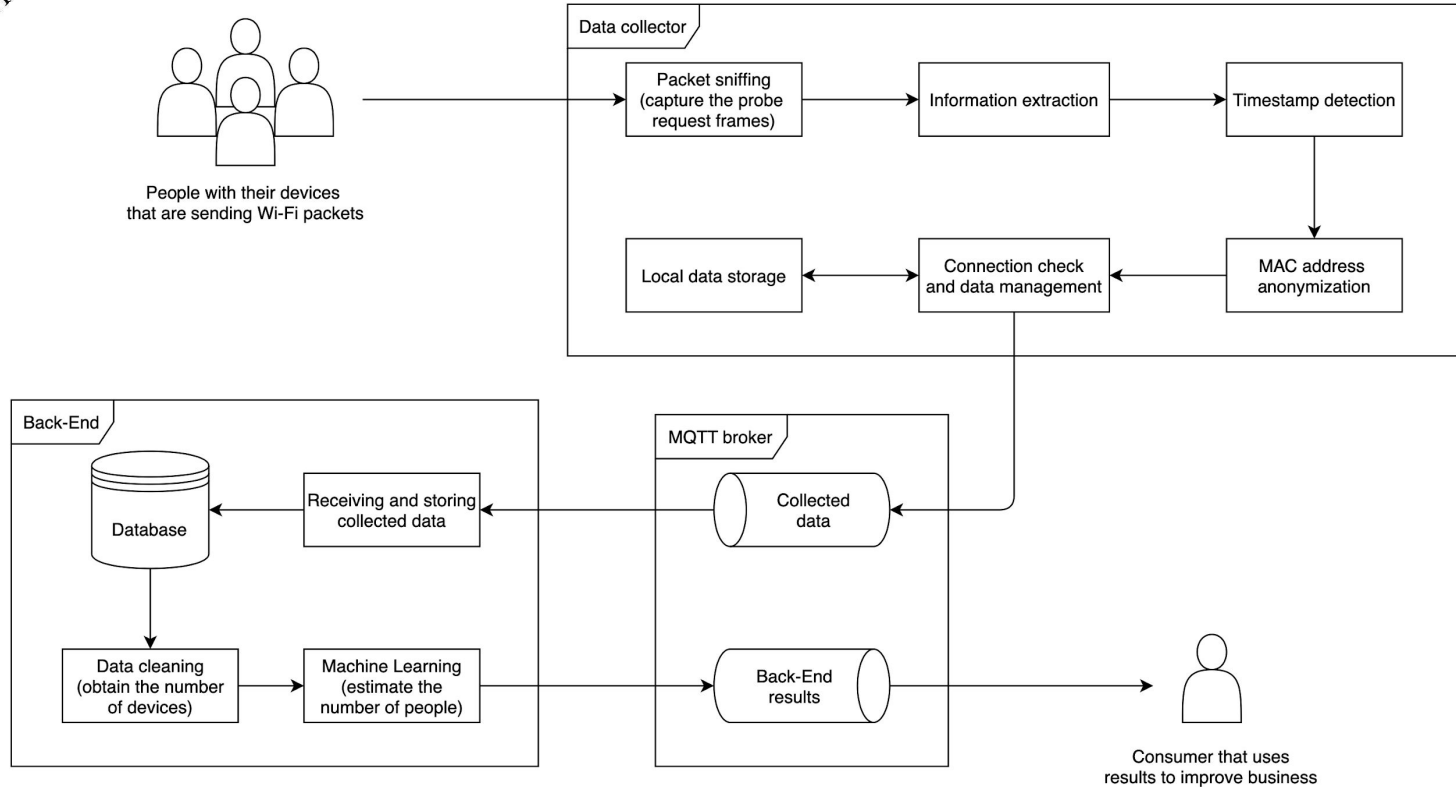 Data collector
Packet sniffing
(capture the probe
request frames)
Information extraction
Timestamp detection
People with their devices
that are sending Wi-Fi packets
Local data storage
Connection check
and data management
MAC address
anonymization
Back-End
MQTT broker
Database
Receiving and storing
collected data
Collected
data
Data cleaning
(obtain the number
of devices)
Machine Learning
(estimate the
number of people)
Back-End
results
Consumer that uses
results to improve business